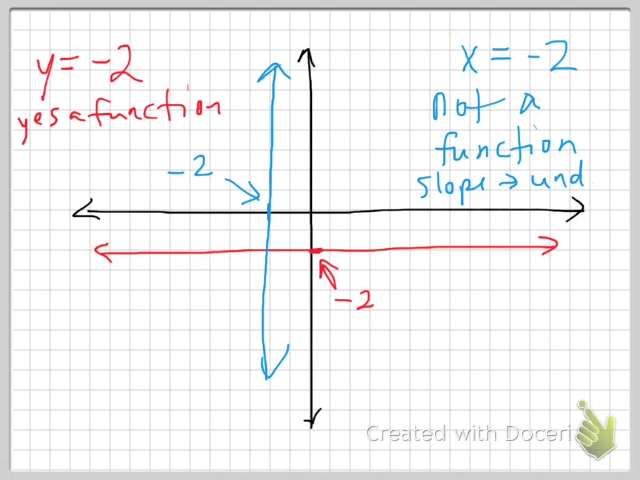 y = -2
yes a function
x = -2
not a
function
slope → und
-2
-2
Created with Doceri